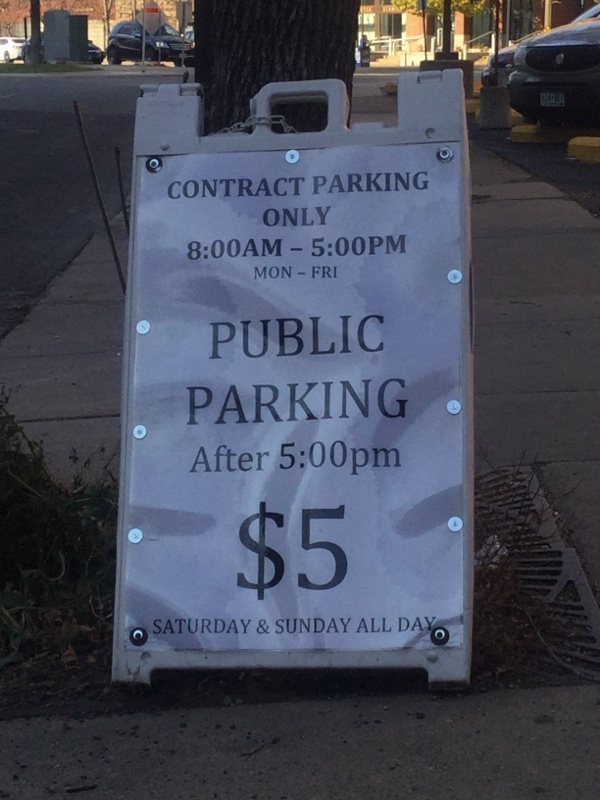 CONTRACT PARKING
ONLY
8:00AM – 5:00PM
MON – FRI
PUBLIC
PARKING
After 5:00pm
$5
SATURDAY & SUNDAY ALL DAY